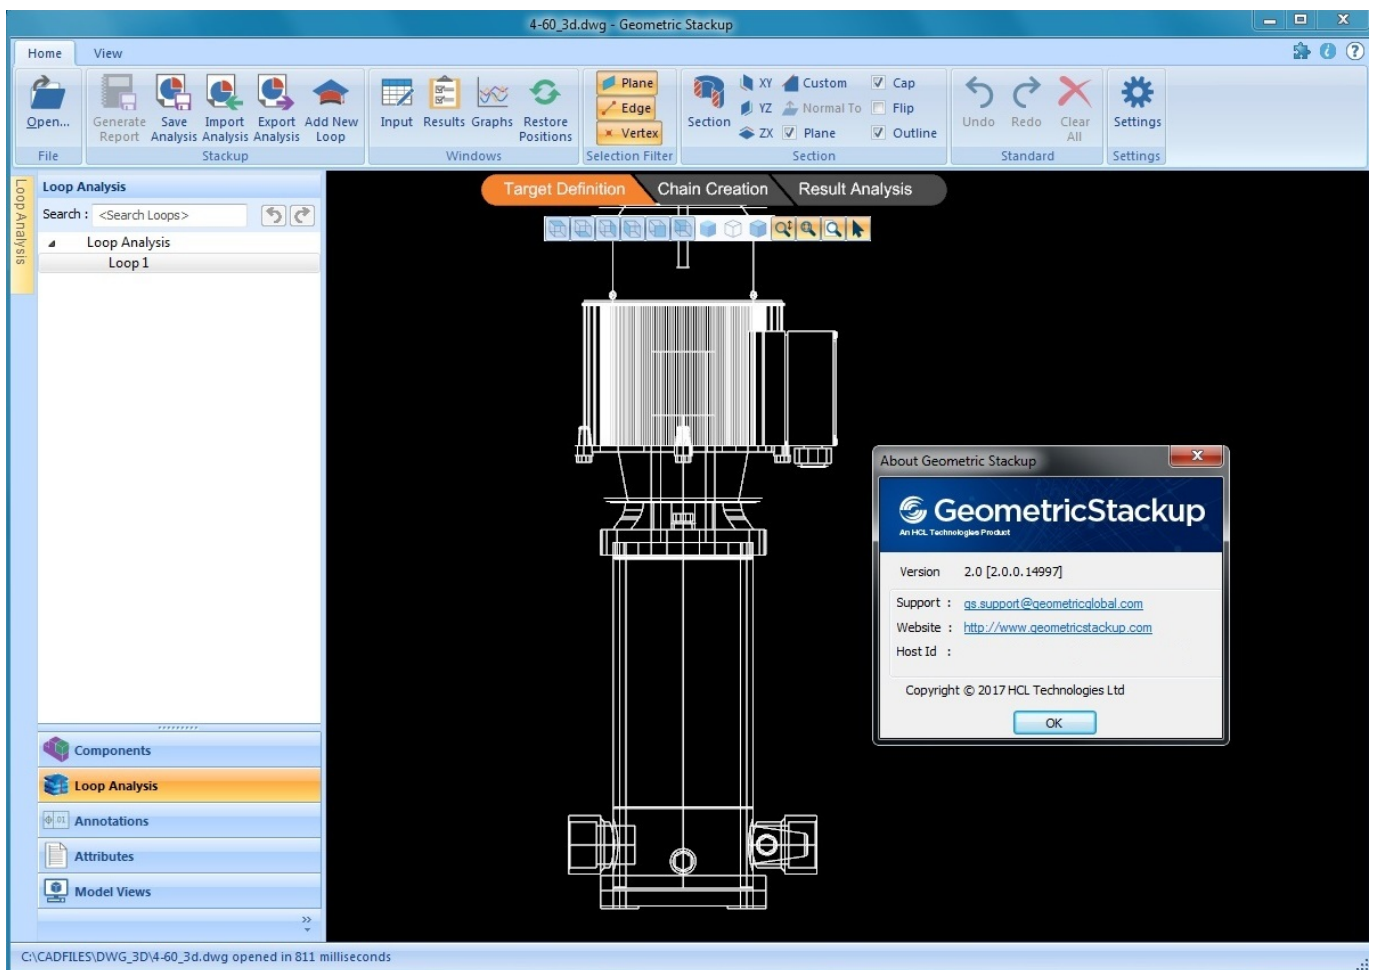 4-60_3d.dwg - Geometric Stackup
Home View
Open...
Generate Report
Save Analysis
Import Analysis
Export Analysis
Add New Loop
Input
Results
Graphs
Restore Positions
Plane
Edge
Vertex
Section
XY Custom Cap
YZ Normal To Flip
ZX Plane Outline
Undo
Redo
Clear All
Settings
File Stackup Windows Selection Filter Section Standard Settings
Loop Analysis
Loop Analysis
Search : <Search Loops>
Loop Analysis
Loop 1
Target Definition Chain Creation Result Analysis
About Geometric Stackup
GeometricStackup
An HCL Technologies Product
Version 2.0 [2.0.0.14997]
Support : gs.support@geometricglobal.com
Website : http://www.geometricstackup.com
Host Id :
Copyright © 2017 HCL Technologies Ltd
OK
Components
Loop Analysis
Annotations
Attributes
Model Views
C:\CADFILES\DWG_3D\4-60_3d.dwg opened in 811 milliseconds